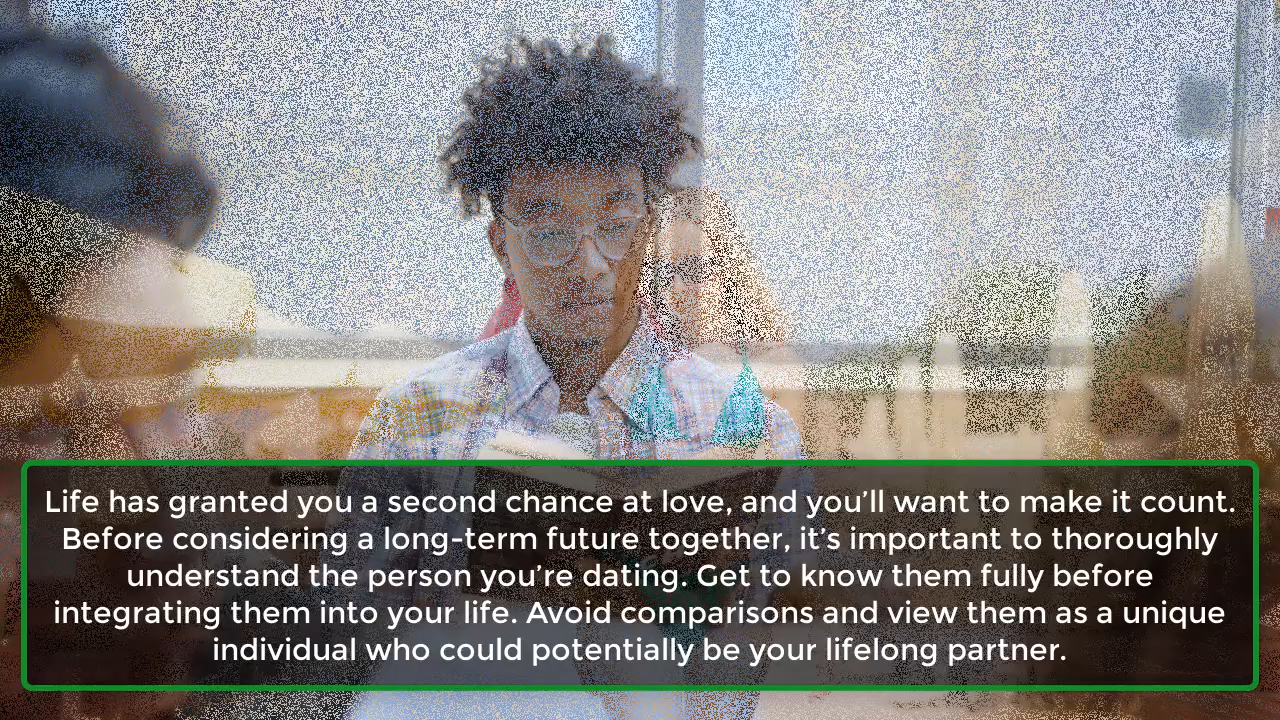 Life has granted you a second chance at love, and you’ll want to make it count.
Before considering a long-term future together, it’s important to thoroughly
understand the person you’re dating. Get to know them fully before
integrating them into your life. Avoid comparisons and view them as a unique
individual who could potentially be your lifelong partner.